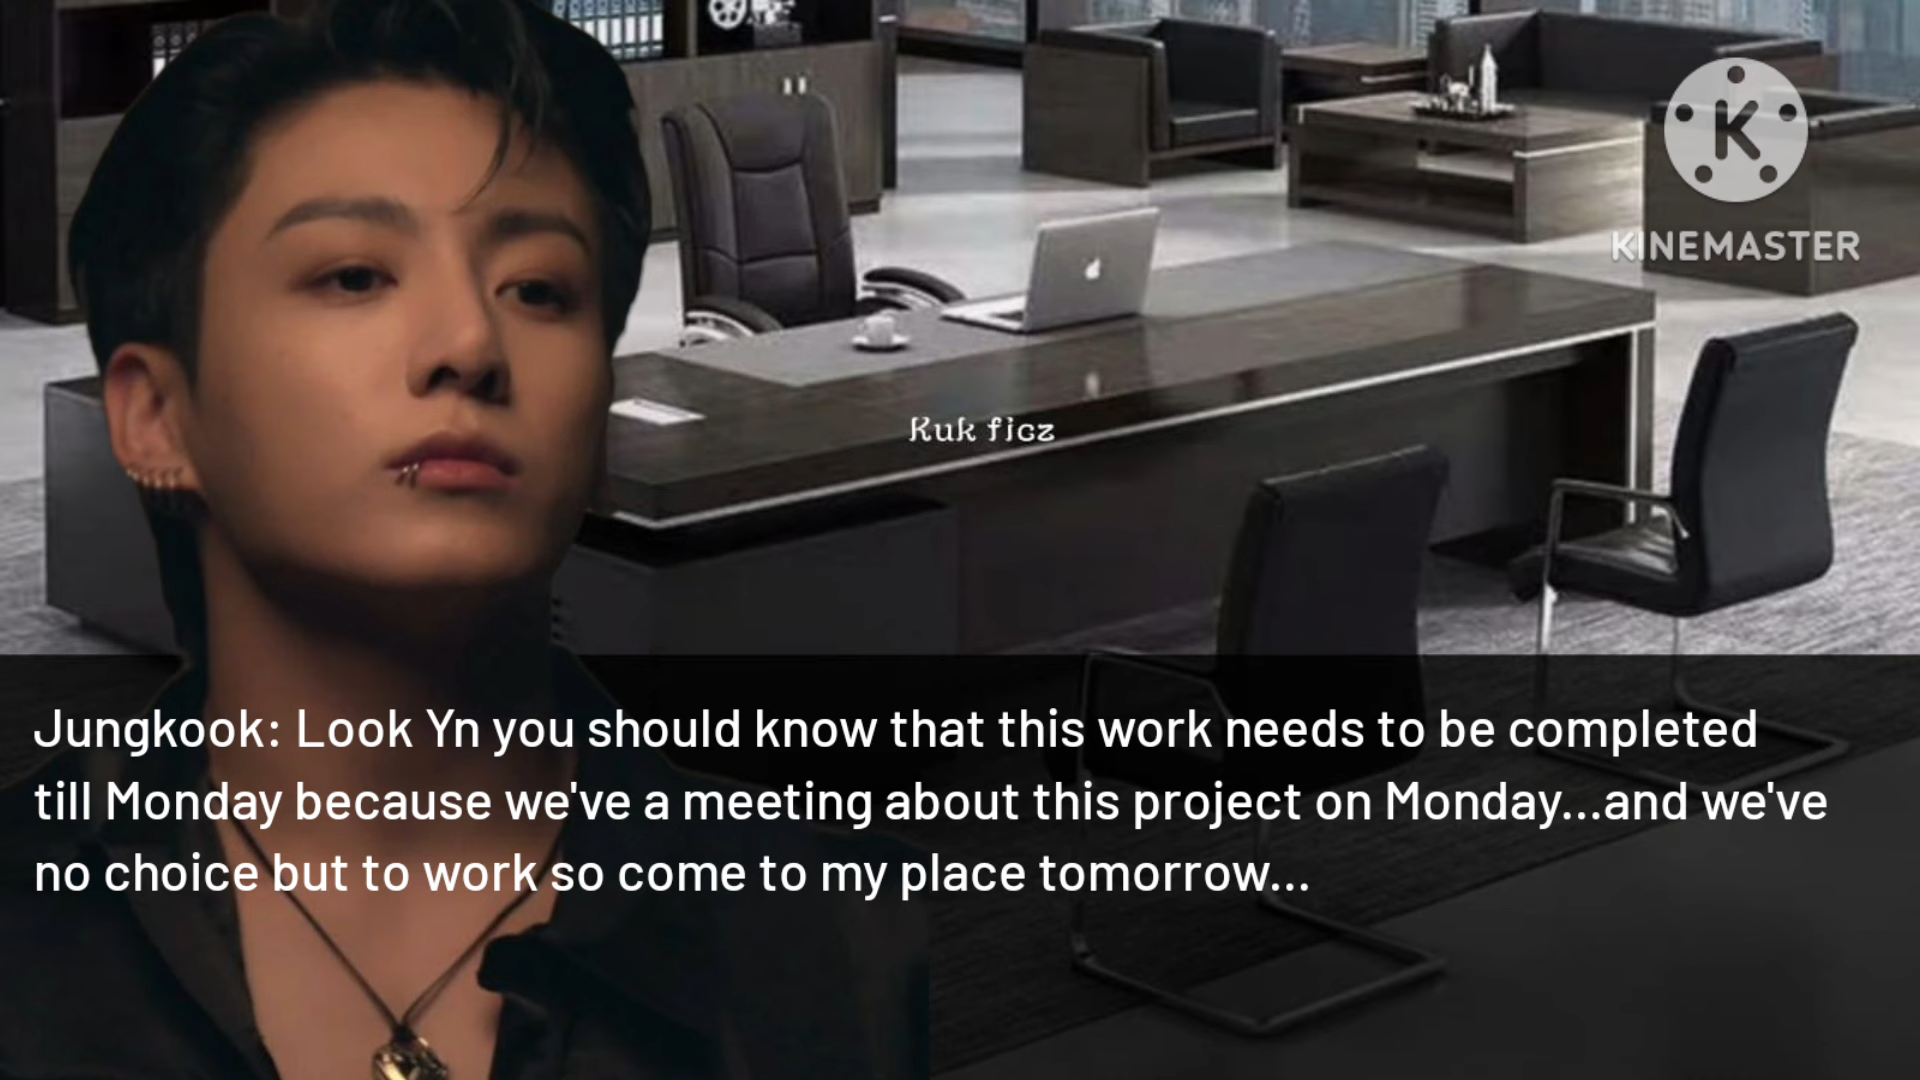 K
KINEMASTER
Kuk ficz
Jungkook: Look Yn you should know that this work needs to be completed
till Monday because we've a meeting about this project on Monday...and we've
no choice but to work so come to my place tomorrow...